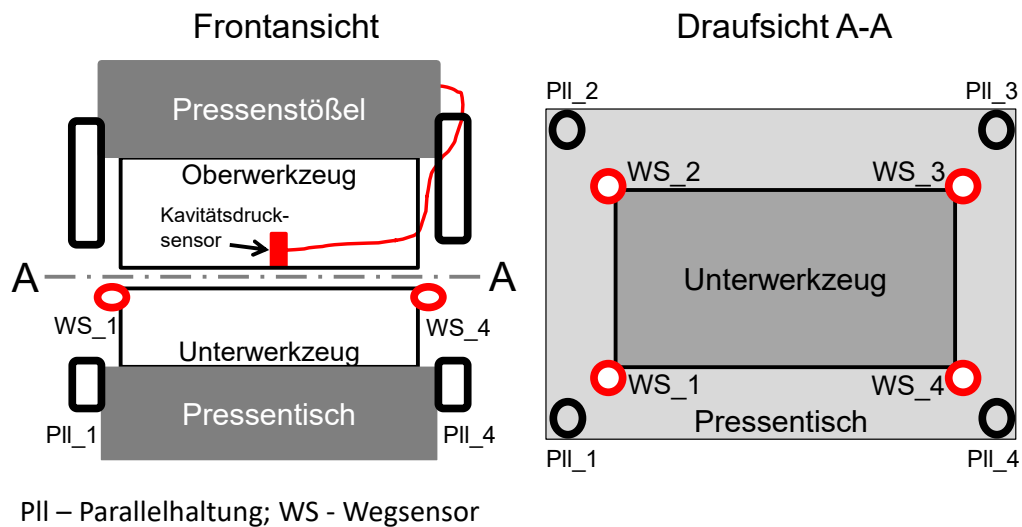 Frontansicht
Pressenstößel
Oberwerkzeug
Kavitätsdruck-
sensor
A
A
WS_1
WS_4
Unterwerkzeug
Pressentisch
Pll_1
Pll_4
Draufsicht A-A
Pll_2
Pll_3
WS_2
WS_3
Unterwerkzeug
WS_1
WS_4
Pressentisch
Pll_1
Pll_4
Pll – Parallelhaltung; WS - Wegsensor